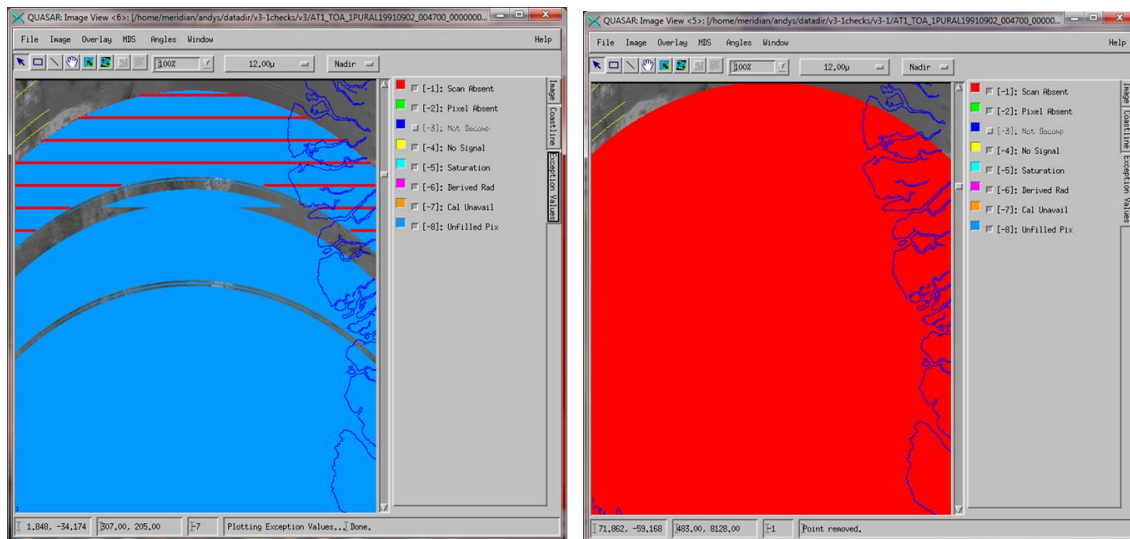 QUASAR: Image View <6>: [/home/meridian/andys/datadir/v3-1checks/v3/AT1_TOA_1PURAL19910902_004700_0000000...
File Image Overlay MDS Angles Window Help
100% 12.00µ Nadir
[-1]: Scan Absent
[-2]: Pixel Absent
[-3]: Not Decomp
[-4]: No Signal
[-5]: Saturation
[-6]: Derived Rad
[-7]: Cal Unavail
[-8]: Unfilled Pix
Image
Coastline
Exception Values
1.848, -34.174 307.00, 205.00 -7 Plotting Exception Values... Done.
QUASAR: Image View <5>: [/home/meridian/andys/datadir/v3-1checks/v3-1/AT1_TOA_1PURAL19910902_004700_00000...
File Image Overlay MDS Angles Window Help
100% 12.00µ Nadir
[-1]: Scan Absent
[-2]: Pixel Absent
[-3]: Not Decomp
[-4]: No Signal
[-5]: Saturation
[-6]: Derived Rad
[-7]: Cal Unavail
[-8]: Unfilled Pix
Image
Coastline
Exception Values
71.862, -59.168 483.00, 8128.00 -1 Point removed.